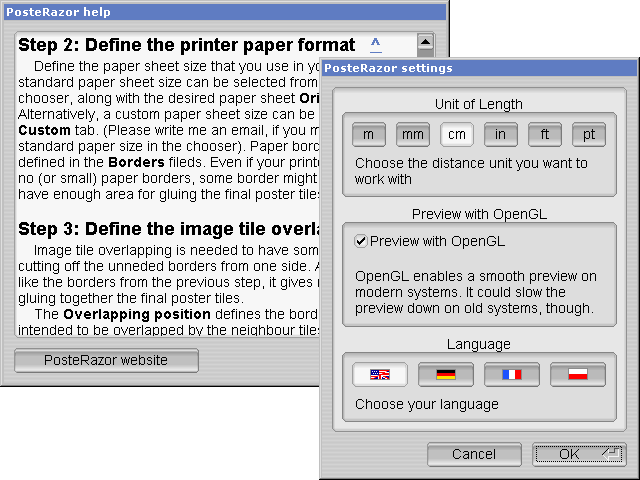 PosteRazor help
Step 2: Define the printer paper format ^
Define the paper sheet size that you use in yo
standard paper sheet size can be selected from
chooser, along with the desired paper sheet Ori
Alternatively, a custom paper sheet size can be
Custom tab. (Please write me an email, if you m
standard paper size in the chooser). Paper bord
defined in the Borders fileds. Even if your printe
no (or small) paper borders, some border might
have enough area for gluing the final poster tiles
Step 3: Define the image tile overla
Image tile overlapping is needed to have som
cutting off the unneded borders from one side. A
like the borders from the previous step, it gives
gluing together the final poster tiles.
The Overlapping position defines the bord
intended to be overlapped by the neighbour tiles
PosteRazor website
PosteRazor settings
Unit of Length
m mm cm in ft pt
Choose the distance unit you want to
work with
Preview with OpenGL
Preview with OpenGL
OpenGL enables a smooth preview on
modern systems. It could slow the
preview down on old systems, though.
Language
Choose your language
Cancel OK